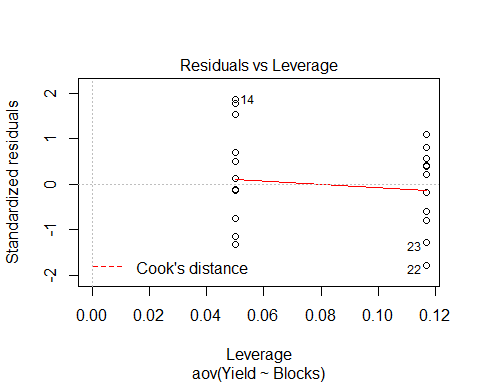 Residuals vs Leverage
Standardized residuals
2
1
0
-1
-2
14
23
22
Cook's distance
0.00 0.02 0.04 0.06 0.08 0.10 0.12
Leverage
aov(Yield ~ Blocks)